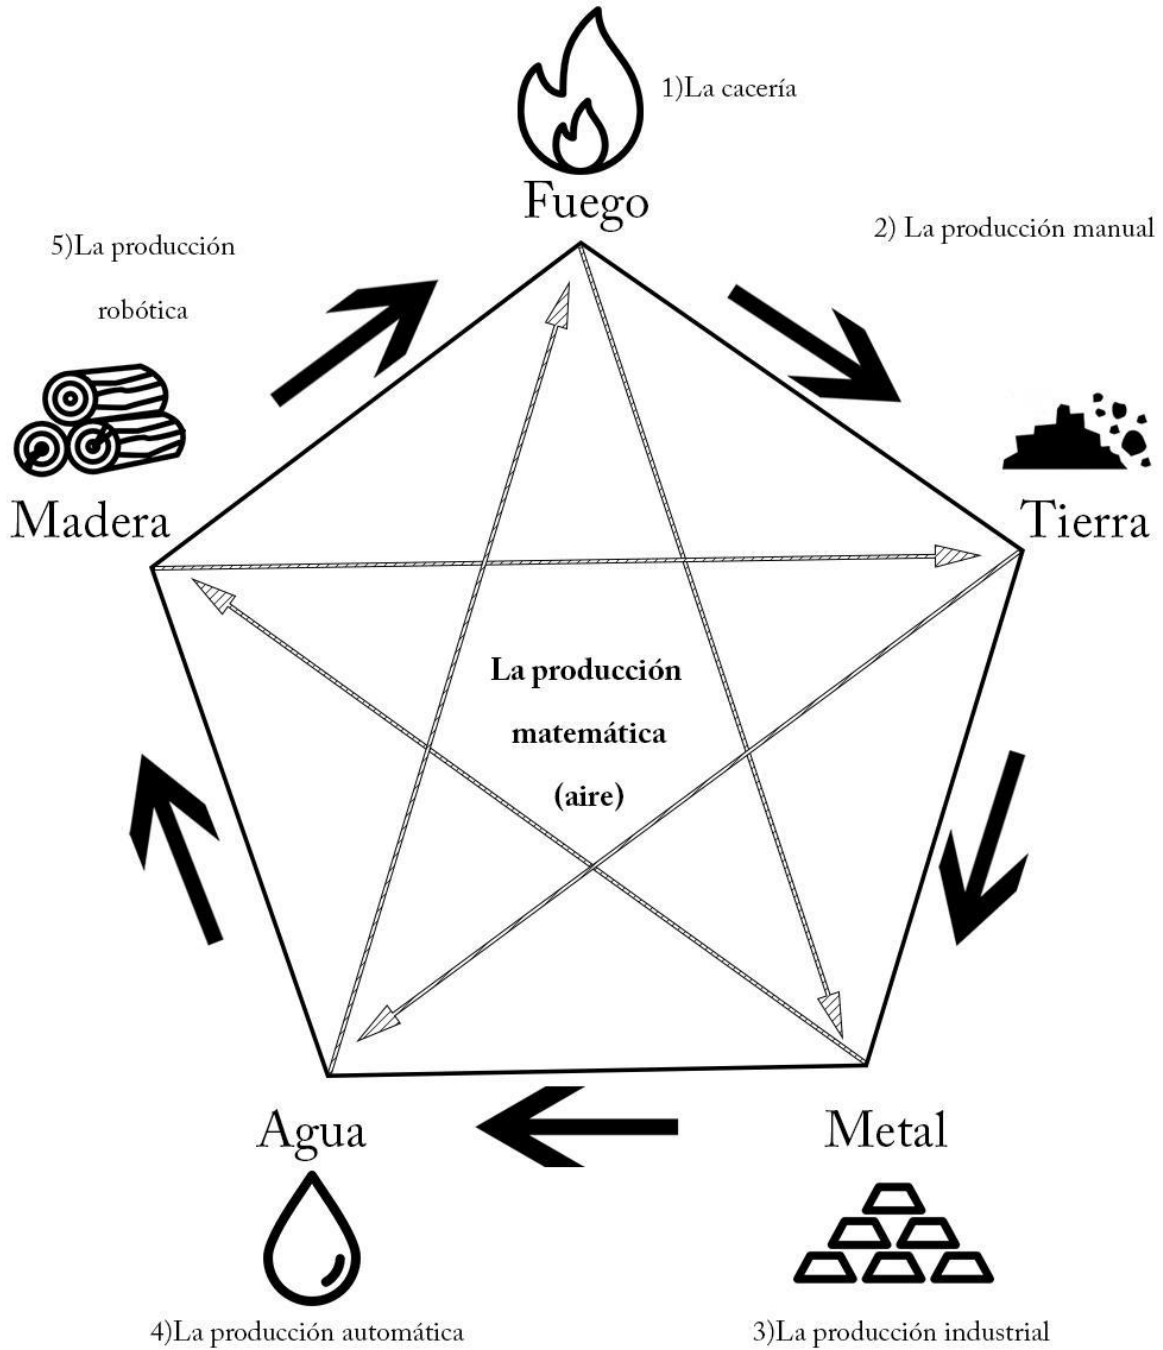 1)La cacería
Fuego
2) La producción manual
5)La producción
robótica
Madera
Tierra
La producción
matemática
(aire)
Agua
Metal
4)La producción automática
3)La producción industrial